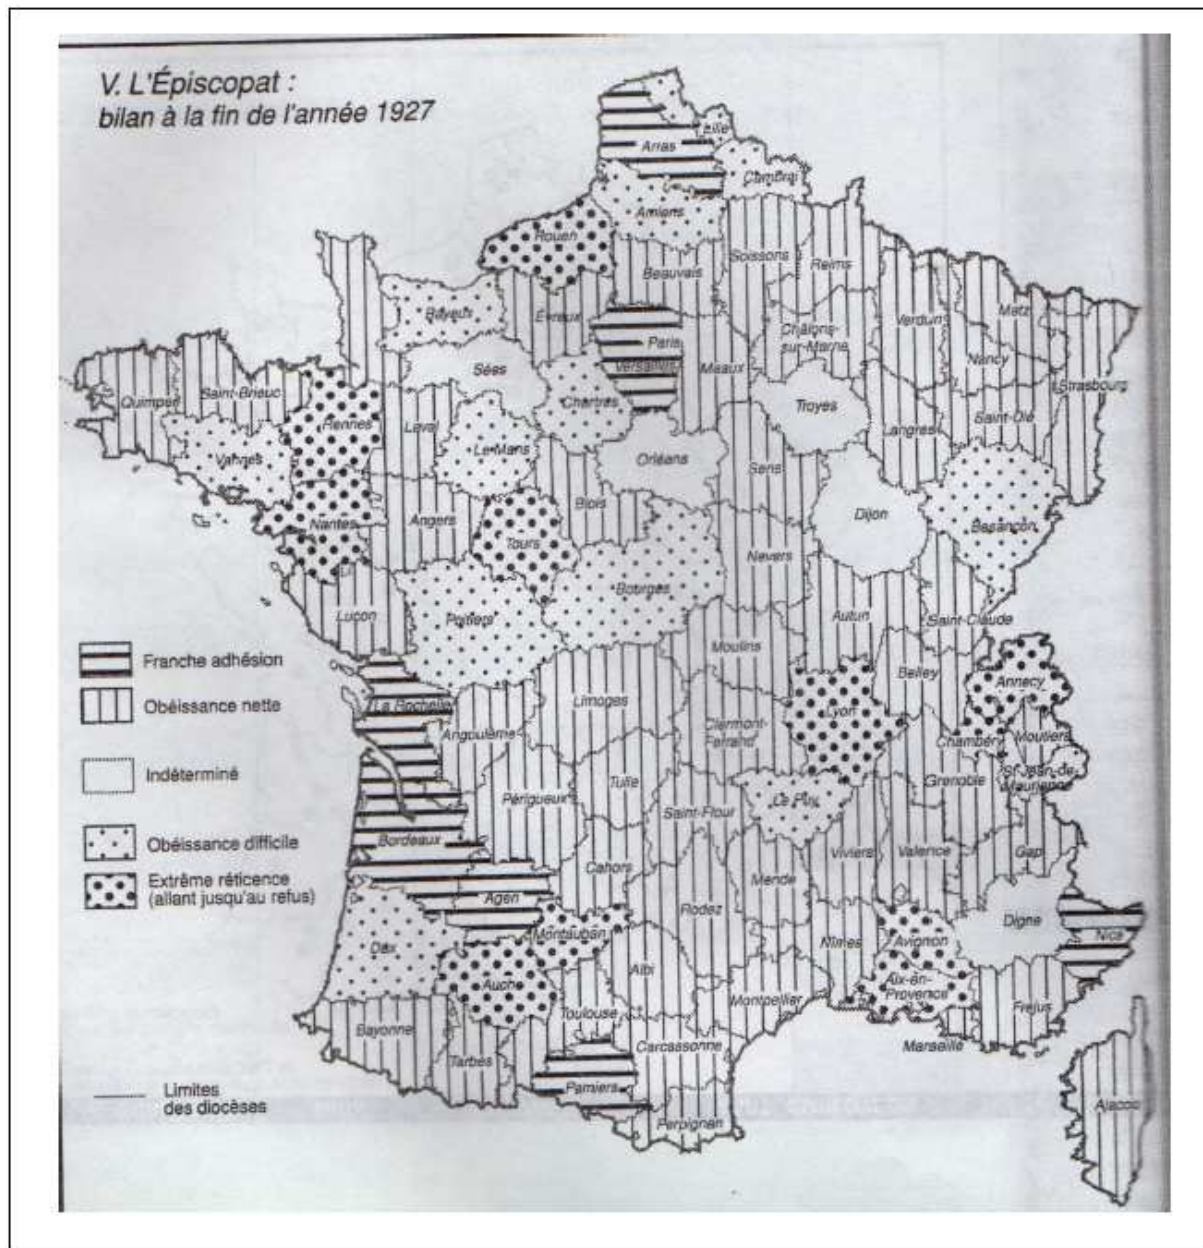 V. L'Épiscopat :
bilan à la fin de l'année 1927
Lille
Arras
Cambrai
Amiens
Rouen
Soissons
Beauvais
Reims
Bayeux
Évreux
Paris
Versailles
Meaux
Châlons-
sur-Marne
Verdun
Metz
Nancy
Strasbourg
Sées
Chartres
Troyes
Quimper
Saint-Brieuc
Rennes
Laval
Le Mans
Orléans
Sens
Langres
Saint-Dié
Vannes
Nantes
Angers
Tours
Blois
Dijon
Besançon
Bourges
Nevers
Luçon
Poitiers
Autun
Saint-Claude
Moulins
Belley
Annecy
Franche adhésion
Obéissance nette
Indéterminé
Obéissance difficile
Extrême réticence
(allant jusqu'au refus)
La Rochelle
Angoulême
Limoges
Clermont-
Ferrand
Lyon
Chambéry
Moutiers
St-Jean-de-
Maurienne
Grenoble
Périgueux
Tulle
Saint-Flour
Le Puy
Bordeaux
Cahors
Viviers
Valence
Gap
Agen
Rodez
Mende
Dax
Montauban
Albi
Nîmes
Avignon
Digne
Nice
Auche
Aix-en-
Provence
Toulouse
Montpellier
Fréjus
Bayonne
Tarbes
Carcassonne
Marseille
Pamiers
Perpignan
Ajaccio
Limites
des diocèses